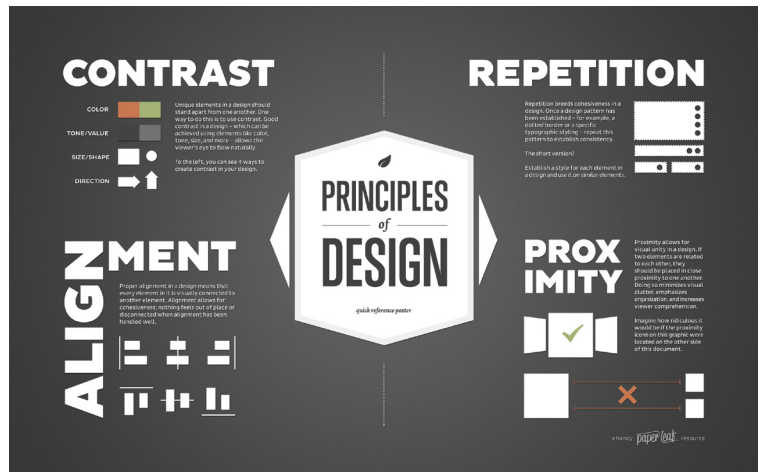 CONTRAST
COLOR
TONE/VALUE
SIZE/SHAPE
DIRECTION
Unique elements in a design should
stand apart from one another. One
way to do this is to use contrast. Good
contrast in a design – which can be
achieved using elements like color,
tone, size, and more – allows the
viewer's eye to flow naturally.
To the left, you can see 4 ways to
create contrast in your design.
REPETITION
Repetition breeds cohesiveness in a
design. Once a design pattern has
been established – for example, a
dotted border or a specific
typographic styling – repeat this
pattern to establish consistency.
The short version?
Establish a style for each element in
a design and use it on similar elements.
PRINCIPLES
of
DESIGN
quick reference poster
ALIGNMENT
Proper alignment in a design means that
every element in it is visually connected to
another element. Alignment allows for
cohesiveness; nothing feels out of place or
disconnected when alignment has been
handled well.
PROX
IMITY
Proximity allows for
visual unity in a design. If
two elements are related
to each other, they
should be placed in close
proximity to one another.
Doing so minimizes visual
clutter, emphasizes
organization, and increases
viewer comprehension.
Imagine how ridiculous it
would be if the proximity
icons on this graphic were
located on the other side
of this document.
a handy paper leaf resource